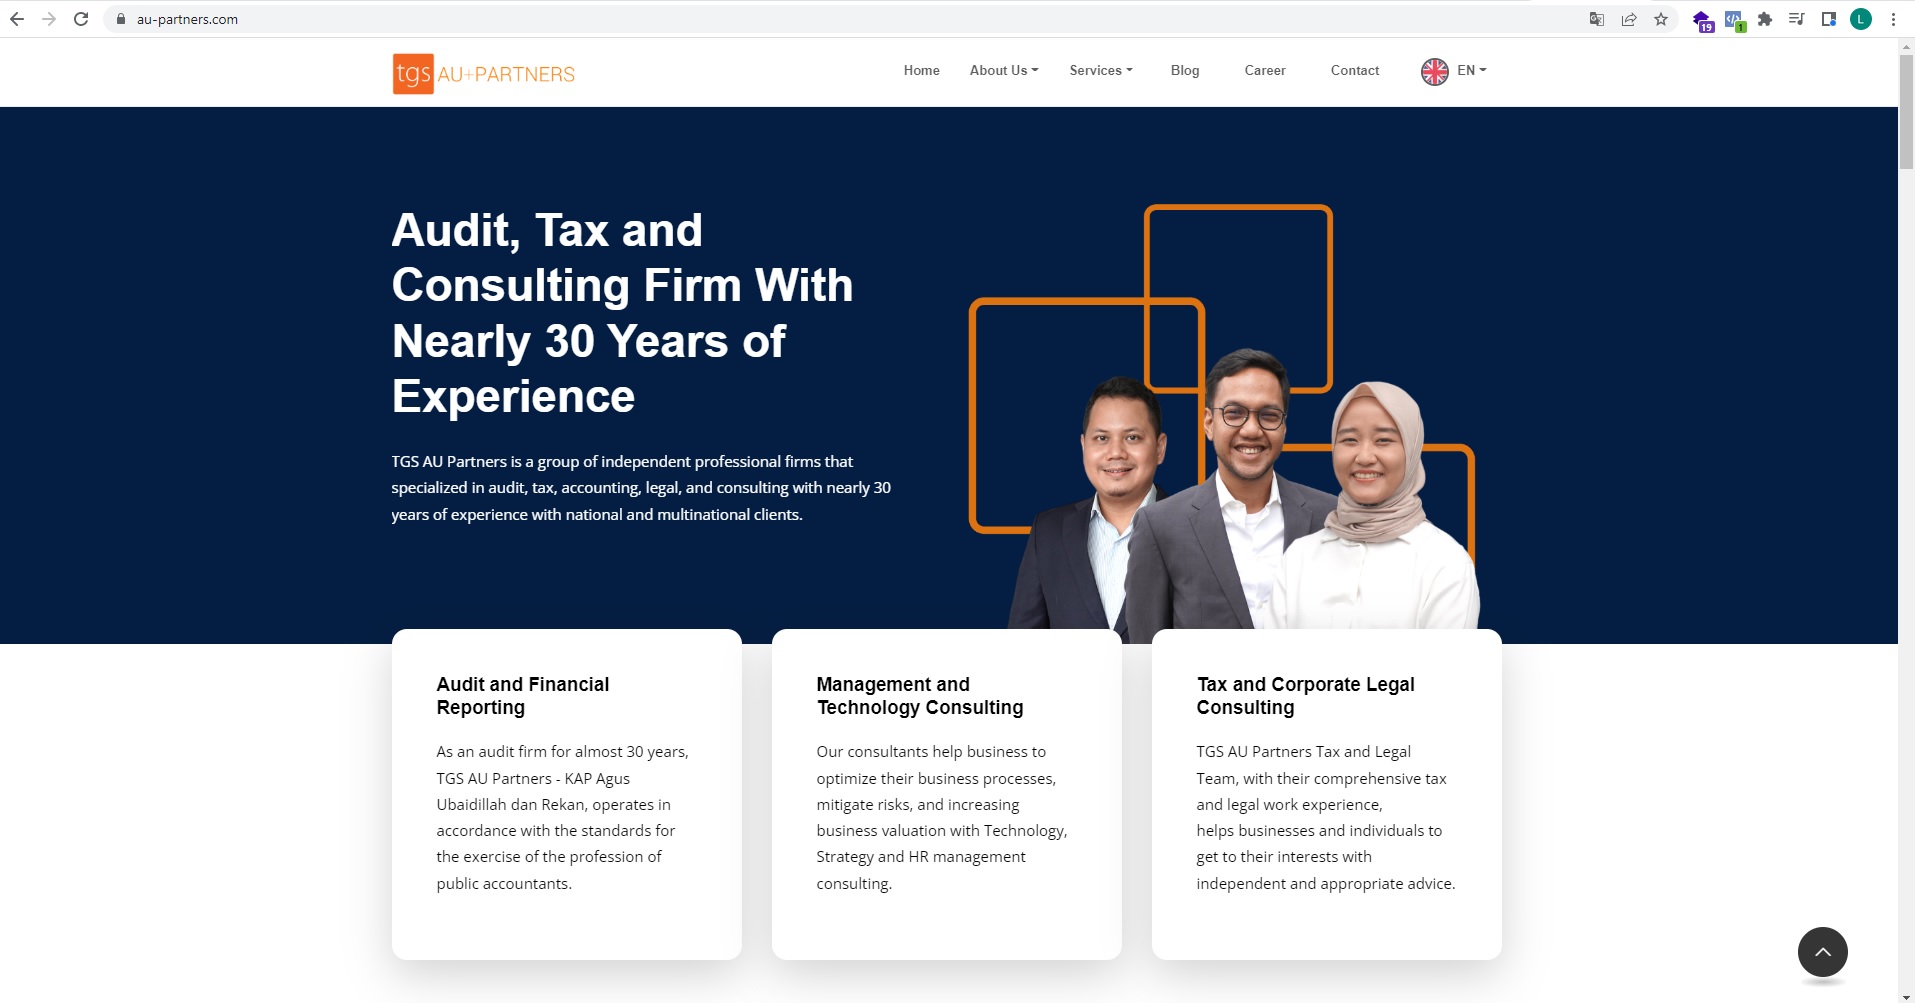 au-partners.com
19
1
L
tgs AU+PARTNERS
Home
About Us
Services
Blog
Career
Contact
EN
Audit, Tax and
Consulting Firm With
Nearly 30 Years of
Experience
TGS AU Partners is a group of independent professional firms that
specialized in audit, tax, accounting, legal, and consulting with nearly 30
years of experience with national and multinational clients.
Audit and Financial
Reporting
As an audit firm for almost 30 years,
TGS AU Partners - KAP Agus
Ubaidillah dan Rekan, operates in
accordance with the standards for
the exercise of the profession of
public accountants.
Management and
Technology Consulting
Our consultants help business to
optimize their business processes,
mitigate risks, and increasing
business valuation with Technology,
Strategy and HR management
consulting.
Tax and Corporate Legal
Consulting
TGS AU Partners Tax and Legal
Team, with their comprehensive tax
and legal work experience,
helps businesses and individuals to
get to their interests with
independent and appropriate advice.